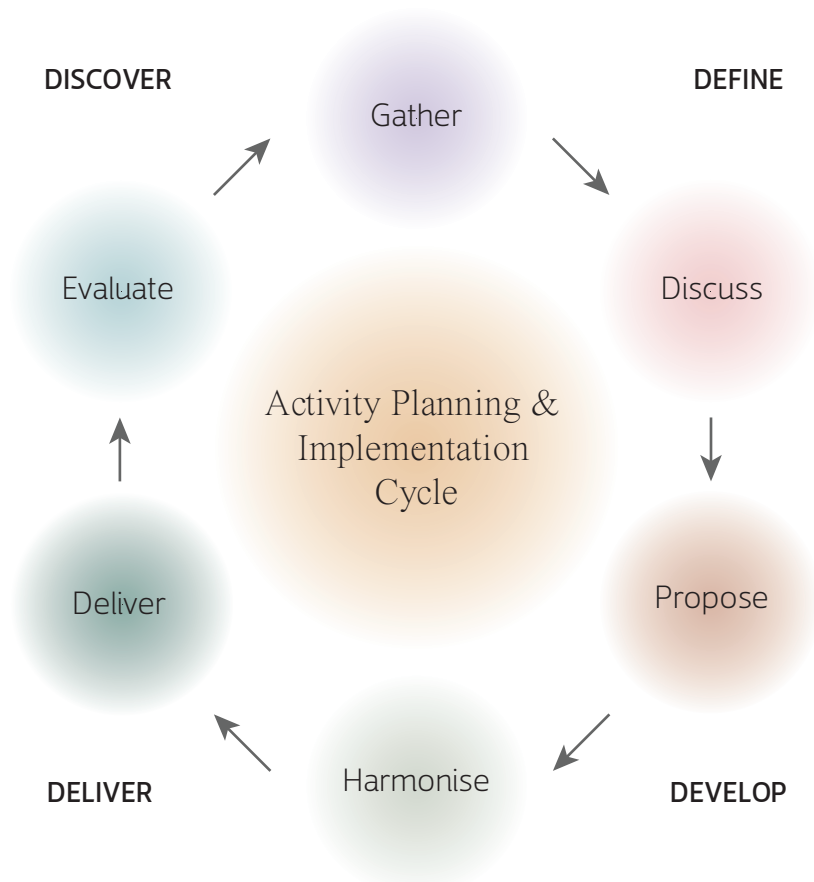 DISCOVER
DEFINE
Gather
Evaluate
Discuss
Activity Planning &
Implementation
Cycle
Deliver
Propose
Harmonise
DELIVER
DEVELOP